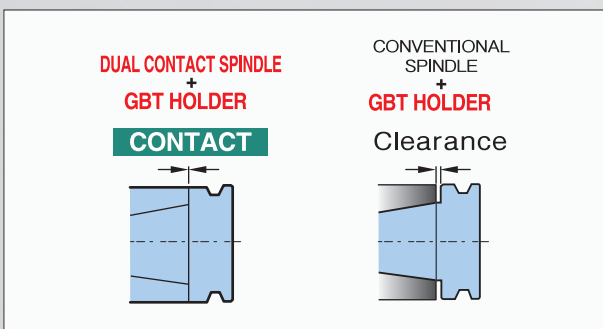 DUAL CONTACT SPINDLE
+
GBT HOLDER
CONTACT
CONVENTIONAL
SPINDLE
+
GBT HOLDER
Clearance